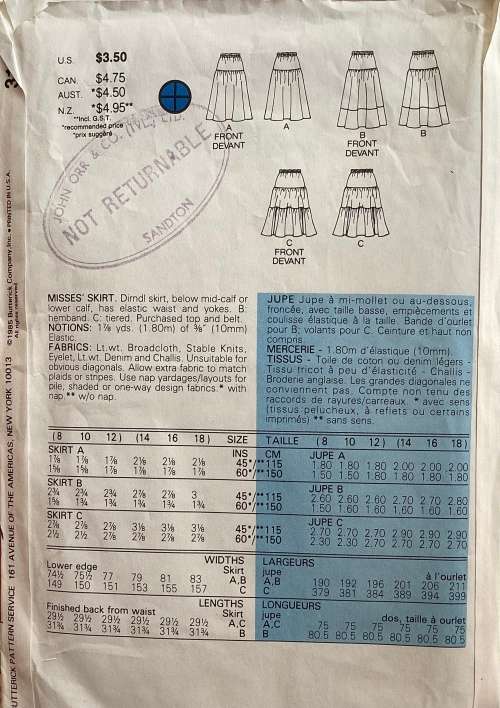 U.S. $3.50
CAN. $4.75
AUST. *$4.50
N.Z. *$4.95**
**Incl. G.S.T.
*recommended price
*prix suggéré
JOHN ORR & CO. (TVL) LTD.
NOT RETURNABLE
SANDTON
A
FRONT
DEVANT
A
B
FRONT
DEVANT
B
C
FRONT
DEVANT
C
©1985 Butterick Company, Inc. • PRINTED IN U.S.A.
All rights reserved.
BUTTERICK PATTERN SERVICE 161 AVENUE OF THE AMERICAS, NEW YORK 10013
MISSES' SKIRT. Dirndl skirt, below mid-calf or
lower calf, has elastic waist and yokes. B:
hemband. C: tiered. Purchased top and belt.
NOTIONS: 1⅞ yds. (1.80m) of ⅜" (10mm)
Elastic.
FABRICS: Lt.wt. Broadcloth, Stable Knits,
Eyelet, Lt.wt. Denim and Challis. Unsuitable for
obvious diagonals. Allow extra fabric to match
plaids or stripes. Use nap yardages/layouts for
pile, shaded or one-way design fabrics. * with
nap ** w/o nap.
JUPE Jupe à mi-mollet ou au-dessous,
froncée, avec taille basse, empiècements et
coulisse élastique à la taille. Bande d'ourlet
pour B; volants pour C. Ceinture et haut non
compris.
MERCERIE - 1.80m d'élastique (10mm)
TISSUS - Toile de coton ou denim légers -
Tissu tricot à peu d'élasticité - Challis -
Broderie anglaise. Les grandes diagonales ne
conviennent pas. Compte non tenu des
raccords de rayures/carreaux. * avec sens
(tissus pelucheux, à reflets ou certains
imprimés) ** sans sens.
(8 10 12) (14 16 18) SIZE TAILLE (8 10 12) (14 16 18)
SKIRT A INS CM JUPE A
1⅞ 1⅞ 1⅞ 2⅛ 2⅛ 2⅛ 45*/** 115 1.80 1.80 1.80 2.00 2.00 2.00
1⅝ 1⅝ 1⅞ 1⅞ 1⅞ 1⅞ 60*/** 150 1.50 1.50 1.80 1.80 1.80 1.80
SKIRT B JUPE B
2¾ 2¾ 2¾ 2⅞ 2⅞ 3 45*/** 115 2.60 2.60 2.60 2.70 2.70 2.80
1⅝ 1¾ 1¾ 1¾ 1¾ 1¾ 60*/** 150 1.50 1.60 1.60 1.60 1.60 1.60
SKIRT C JUPE C
2⅞ 2⅞ 2⅞ 3⅛ 3⅛ 3⅛ 45*/** 115 2.70 2.70 2.70 2.90 2.90 2.90
2½ 2½ 2⅞ 2⅞ 2⅞ 2⅞ 60*/** 150 2.30 2.30 2.70 2.70 2.70 2.70
WIDTHS LARGEURS
Lower edge Skirt jupe à l'ourlet
74½ 75½ 77 79 81 83 A,B A,B 190 192 196 201 206 211
149 150 151 153 155 157 C C 379 381 384 389 394 399
LENGTHS LONGUEURS
Finished back from waist Skirt jupe dos, taille à ourlet
29½ 29½ 29½ 29½ 29½ 29½ A,C A,C 75 75 75 75 75 75
31¾ 31¾ 31¾ 31¾ 31¾ 31¾ B B 80.5 80.5 80.5 80.5 80.5 80.5